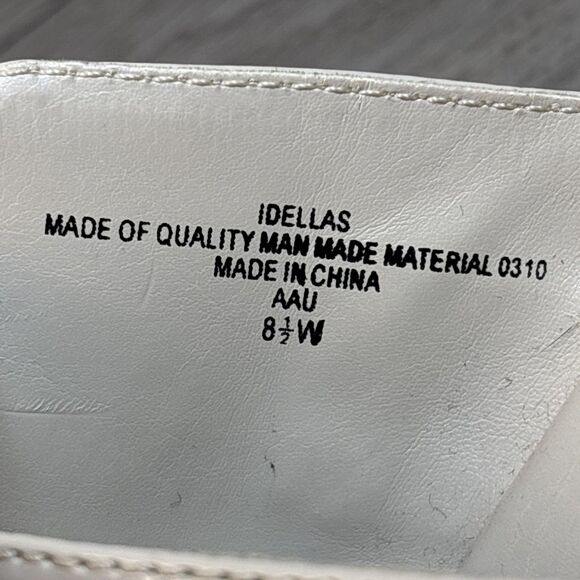 IDELLAS
MADE OF QUALITY MAN MADE MATERIAL 0310
MADE IN CHINA
AAU
8½W